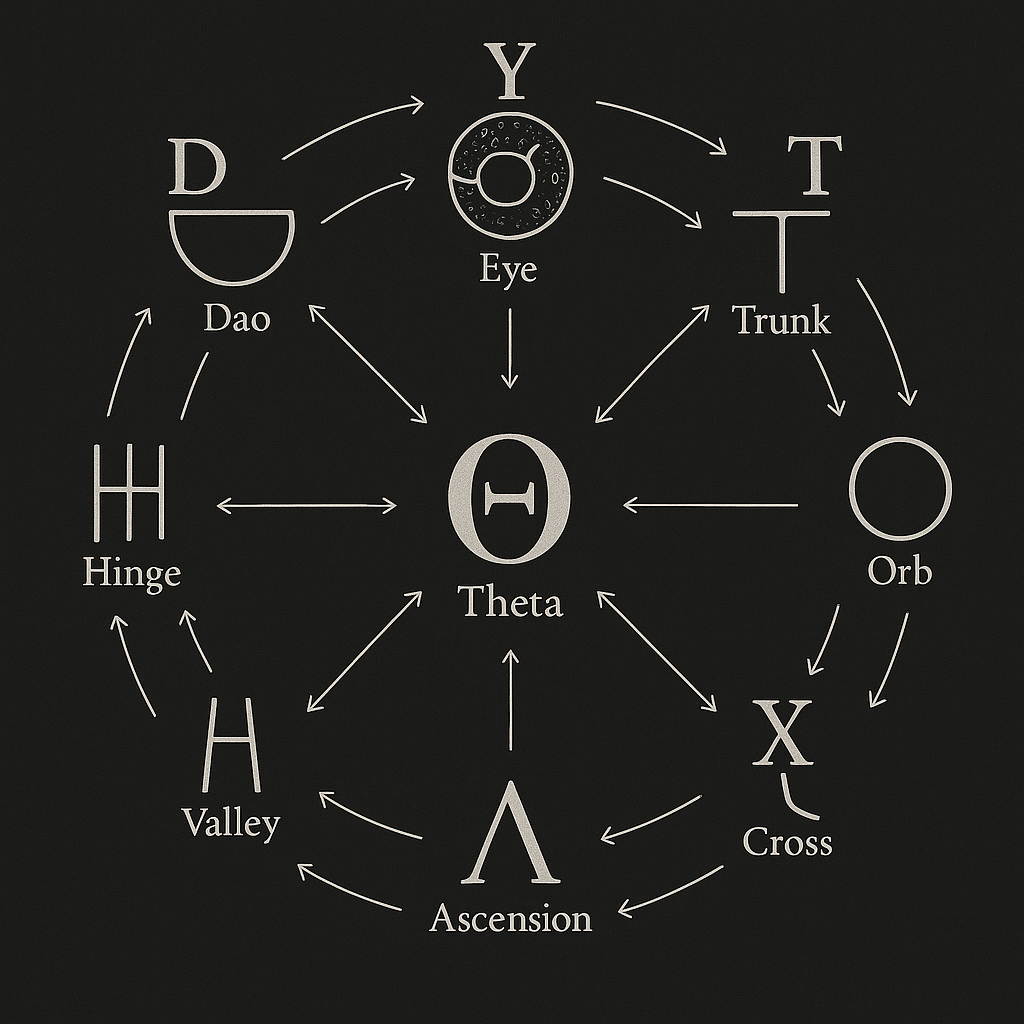 Y
Eye
D
Dao
T
Trunk
Hinge
Θ
Theta
Orb
H
Valley
X
Cross
Λ
Ascension